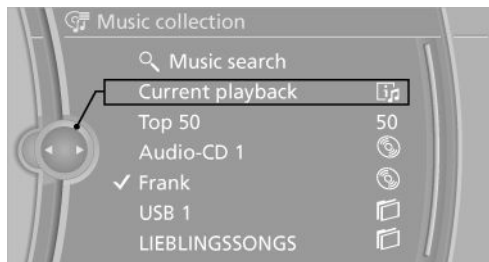 Music collection
Music search
Current playback
Top 50 50
Audio-CD 1
✓ Frank
USB 1
LIEBLINGSSONGS